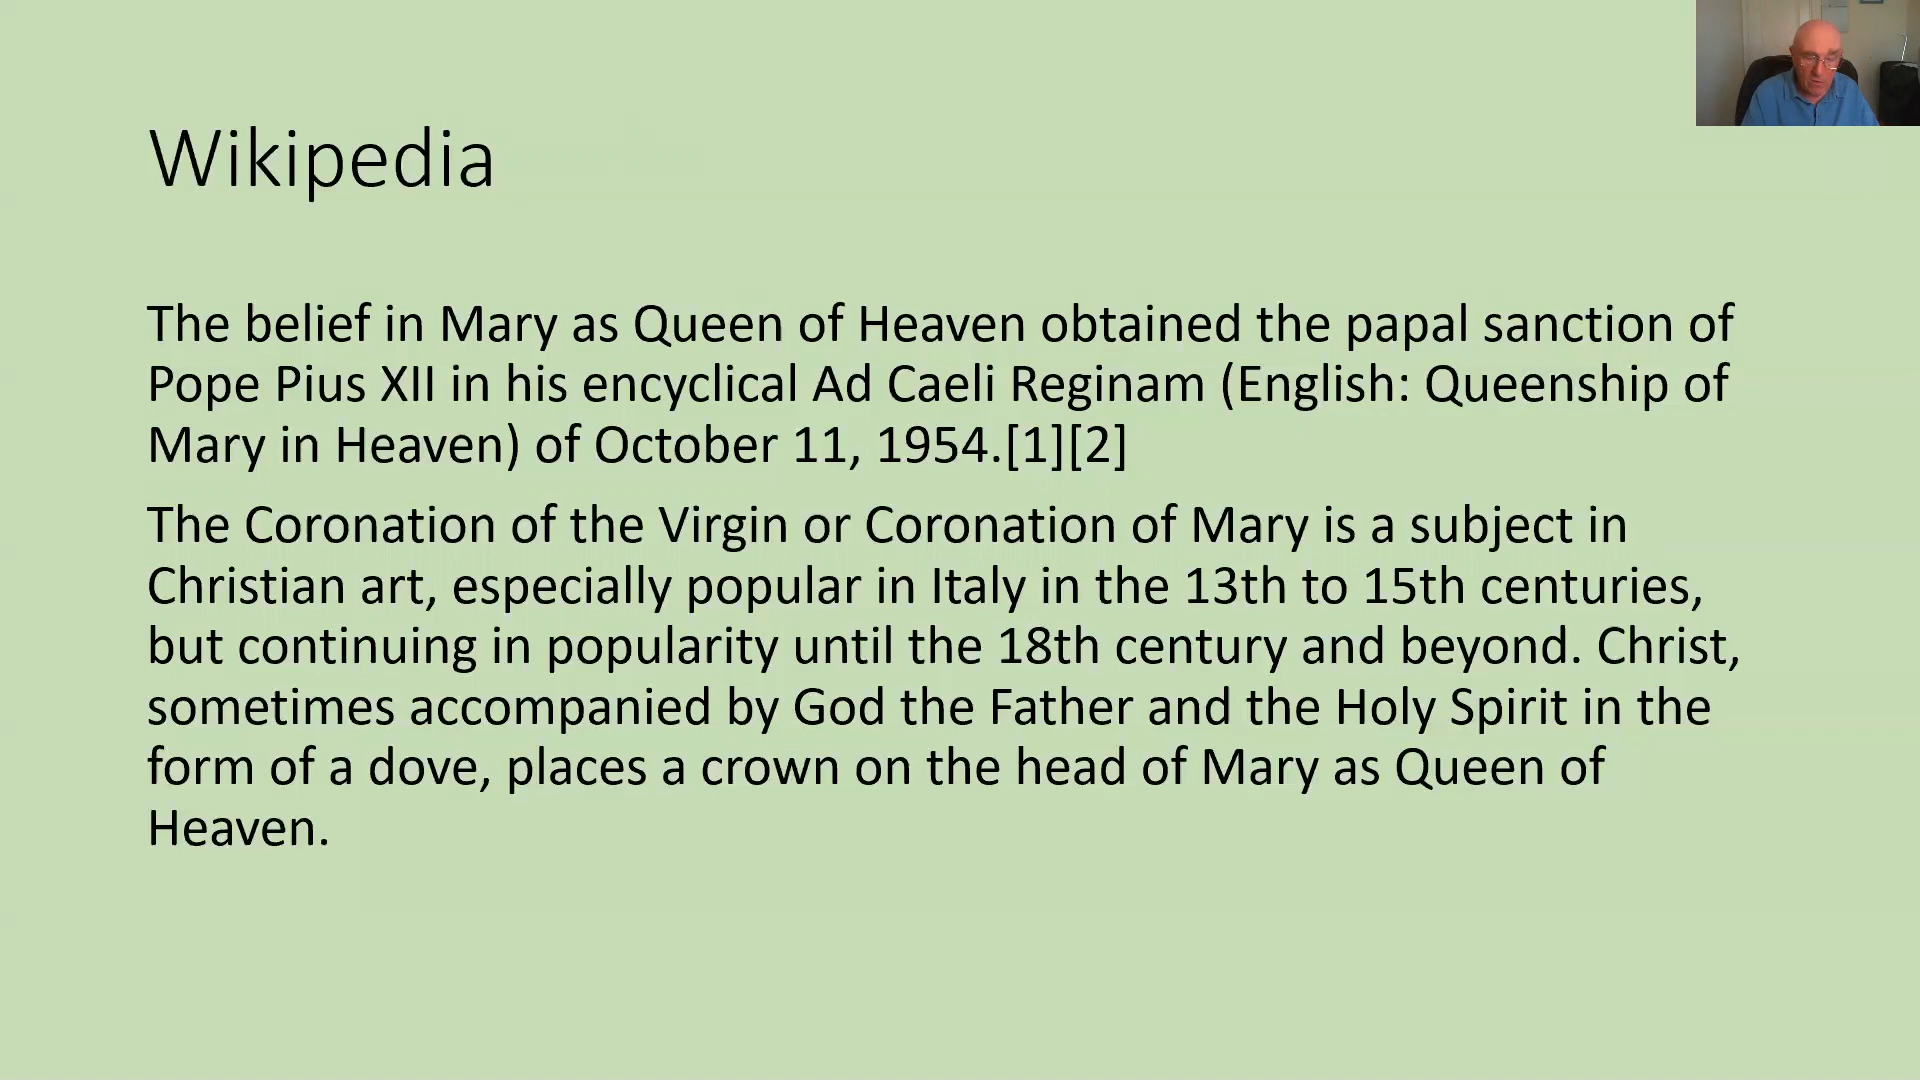 Wikipedia
The belief in Mary as Queen of Heaven obtained the papal sanction of
Pope Pius XII in his encyclical Ad Caeli Reginam (English: Queenship of
Mary in Heaven) of October 11, 1954.[1][2]
The Coronation of the Virgin or Coronation of Mary is a subject in
Christian art, especially popular in Italy in the 13th to 15th centuries,
but continuing in popularity until the 18th century and beyond. Christ,
sometimes accompanied by God the Father and the Holy Spirit in the
form of a dove, places a crown on the head of Mary as Queen of
Heaven.